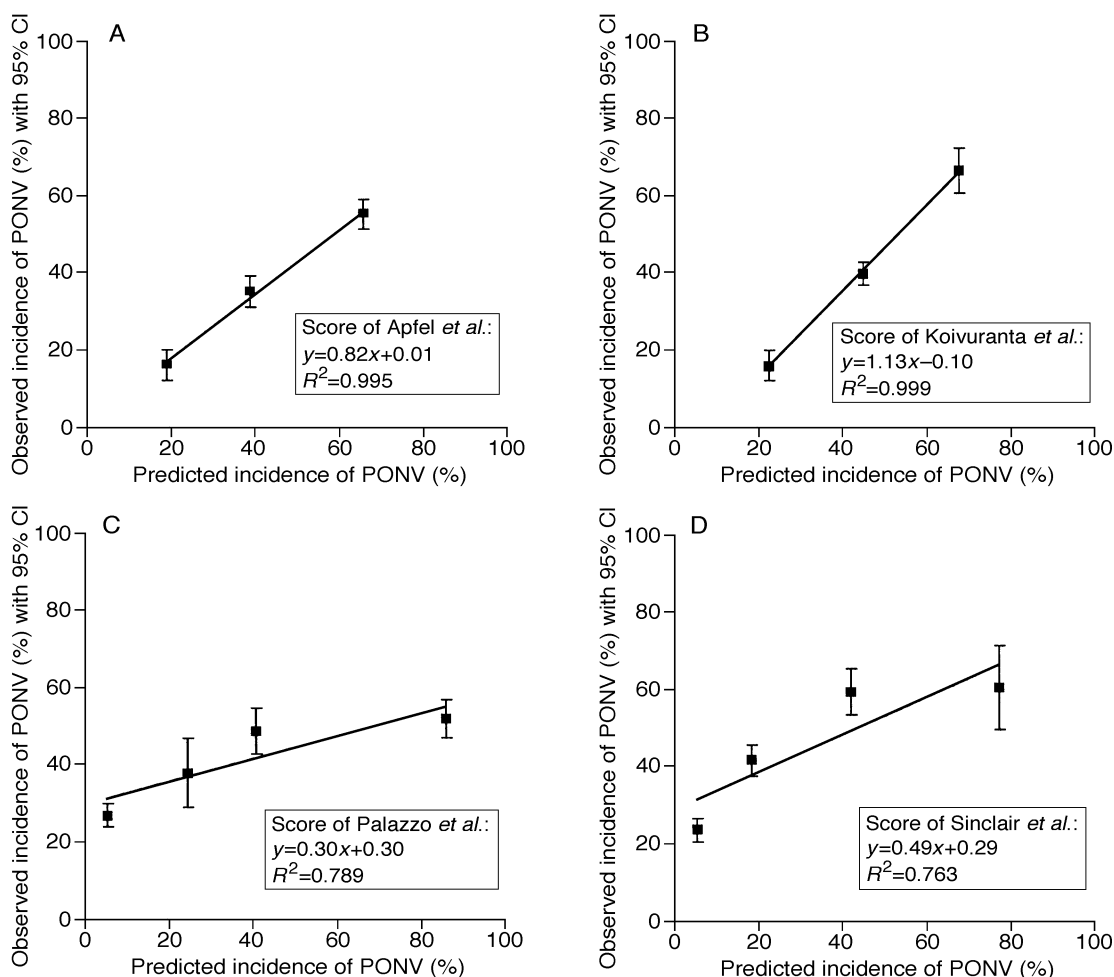 A
Observed incidence of PONV (%) with 95% CI
100
80
60
40
20
0
Score of Apfel et al.:
y=0.82x+0.01
R²=0.995
0 20 40 60 80 100
Predicted incidence of PONV (%)
B
Observed incidence of PONV (%) with 95% CI
100
80
60
40
20
0
Score of Koivuranta et al.:
y=1.13x–0.10
R²=0.999
0 20 40 60 80 100
Predicted incidence of PONV (%)
C
Observed incidence of PONV (%) with 95% CI
100
80
60
40
20
0
Score of Palazzo et al.:
y=0.30x+0.30
R²=0.789
0 20 40 60 80 100
Predicted incidence of PONV (%)
D
Observed incidence of PONV (%) with 95% CI
100
80
60
40
20
0
Score of Sinclair et al.:
y=0.49x+0.29
R²=0.763
0 20 40 60 80 100
Predicted incidence of PONV (%)